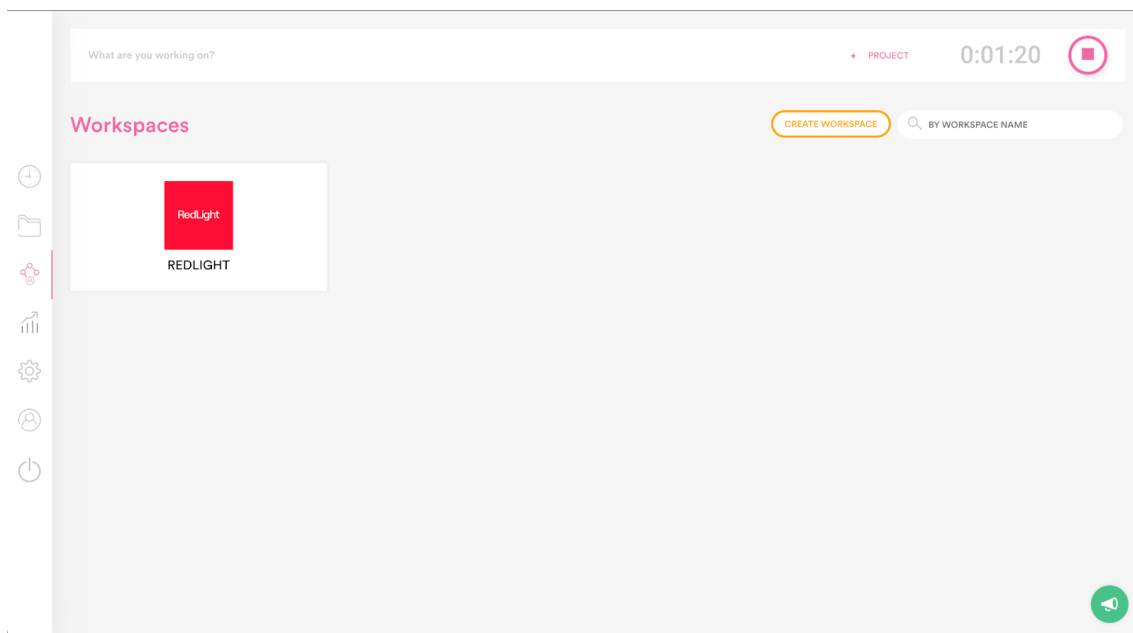 What are you working on?
+ PROJECT
0:01:20
Workspaces
CREATE WORKSPACE
BY WORKSPACE NAME
RedLight
REDLIGHT